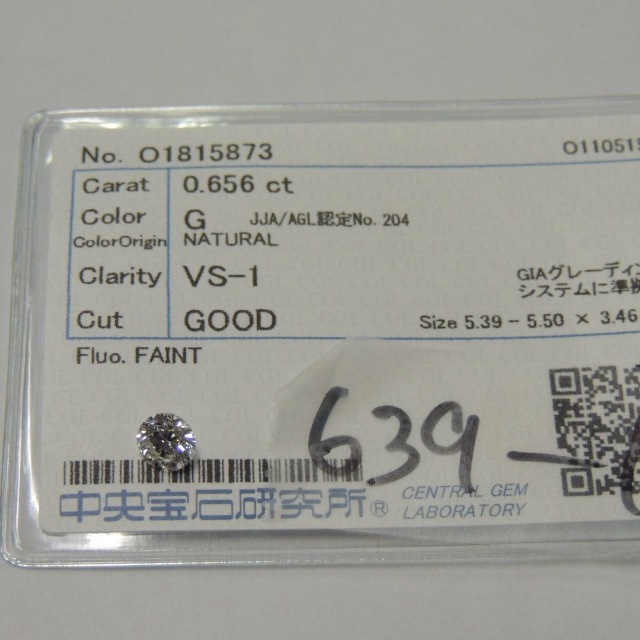 No. O1815873 O110515
Carat 0.656 ct
Color G JJA/AGL認定No. 204
ColorOrigin NATURAL
Clarity VS-1 GIAグレーディン
システムに準拠
Cut GOOD Size 5.39 - 5.50 × 3.46
Fluo. FAINT
639 -
中央宝石研究所® CENTRAL GEM
LABORATORY